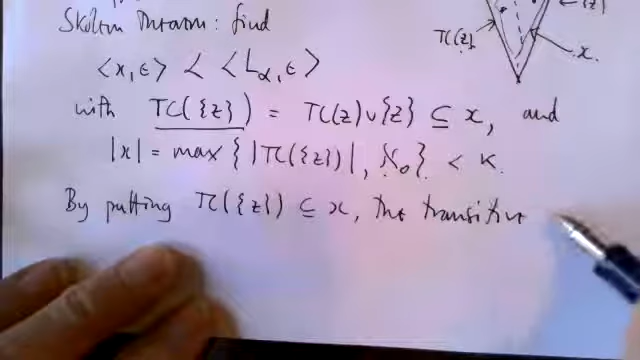 Skolem Theorem: find
{z}
TC(z)
x.
<x,∈> ≺ <L_α,∈>
with TC({z}) = TC(z)∪{z} ⊆ x, and
|x| = max{|TC({z})|, ℵ₀} < κ.
By putting TC({z}) ⊆ x, the transitive